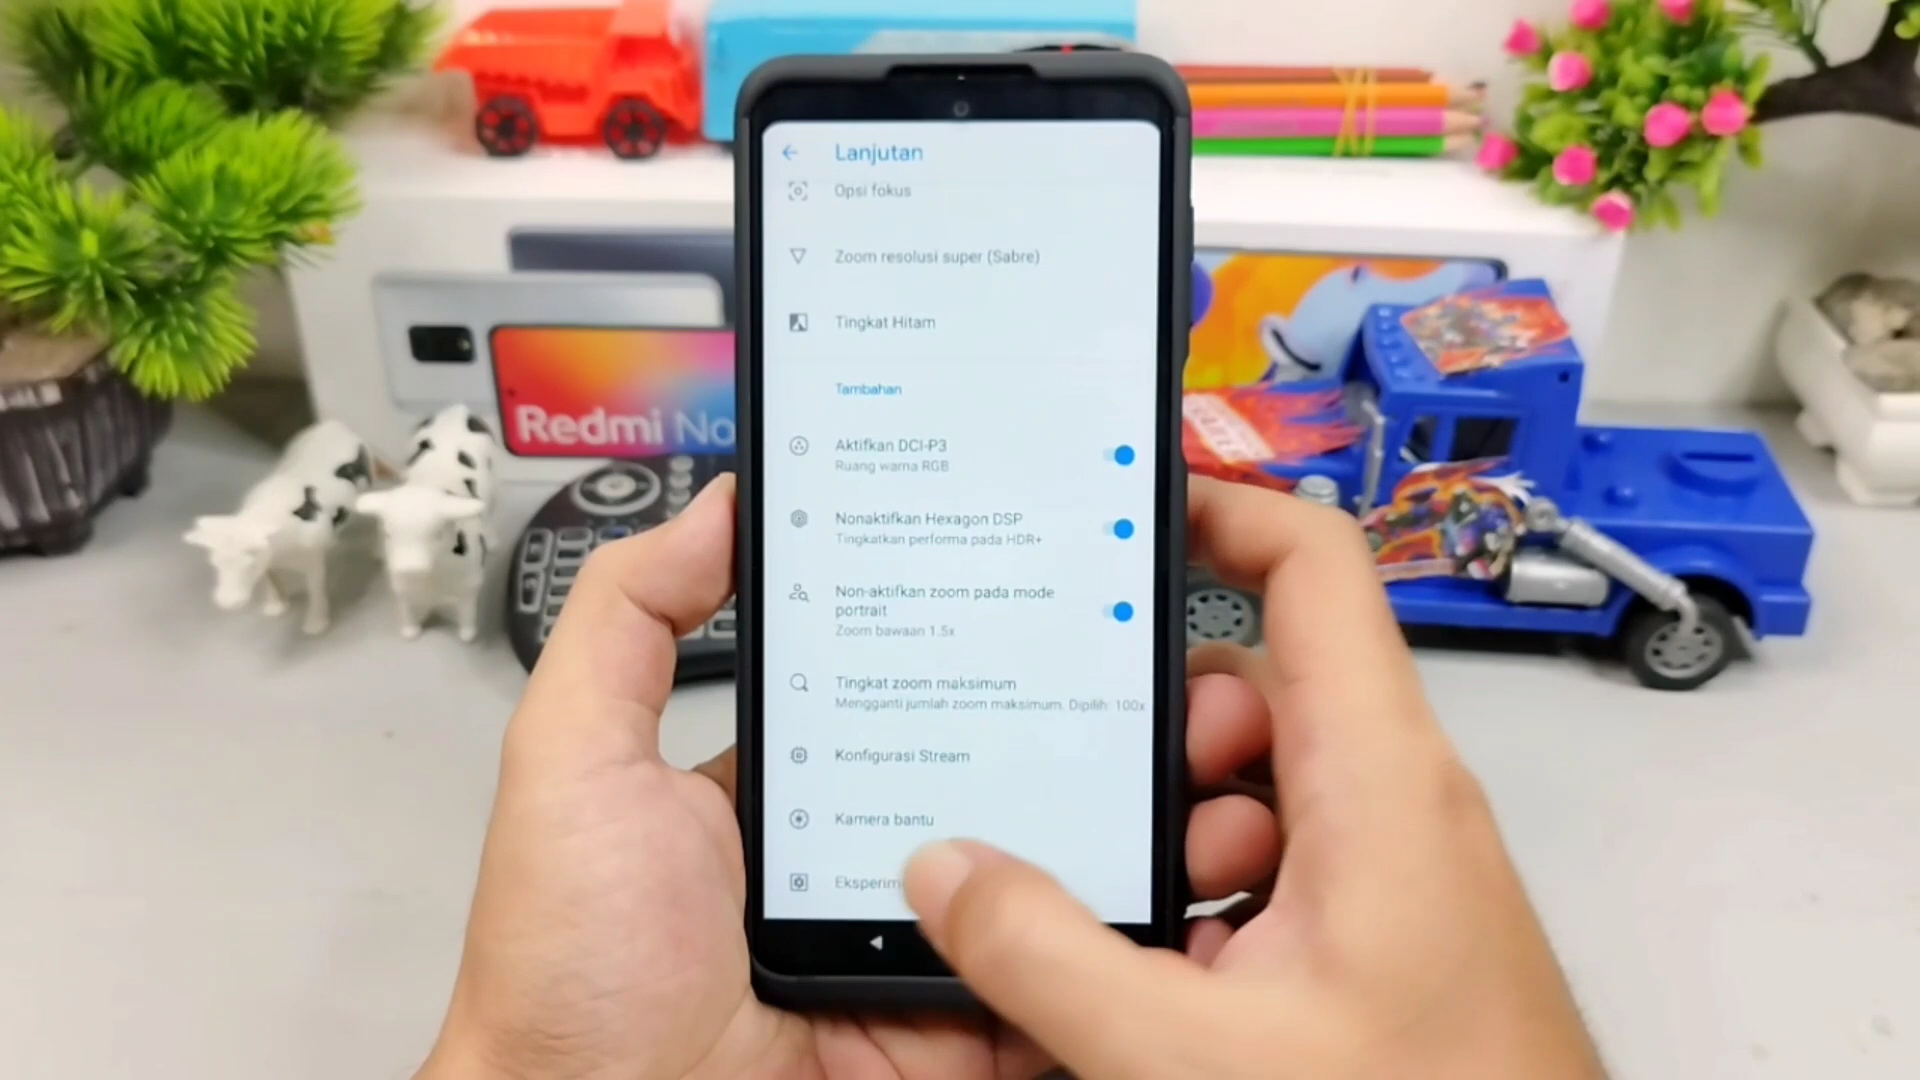 Lanjutan
Opsi fokus
Zoom resolusi super (Sabre)
Tingkat Hitam
Tambahan
Aktifkan DCI-P3
Ruang warna RGB
Nonaktifkan Hexagon DSP
Tingkatkan performa pada HDR+
Non-aktifkan zoom pada mode
portrait
Zoom bawaan 1.5x
Tingkat zoom maksimum
Mengganti jumlah zoom maksimum. Dipilih: 100x
Konfigurasi Stream
Kamera bantu
Eksperim
Redmi No